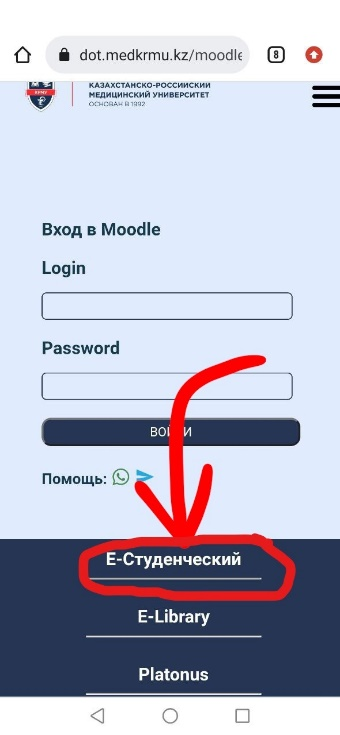 dot.medkrmu.kz/moodle
8
КАЗАХСТАНСКО-РОССИЙСКИЙ
МЕДИЦИНСКИЙ УНИВЕРСИТЕТ
ОСНОВАН В 1992
Вход в Moodle
Login
Password
ВОЙТИ
Помощь:
Е-Студенческий
E-Library
Platonus